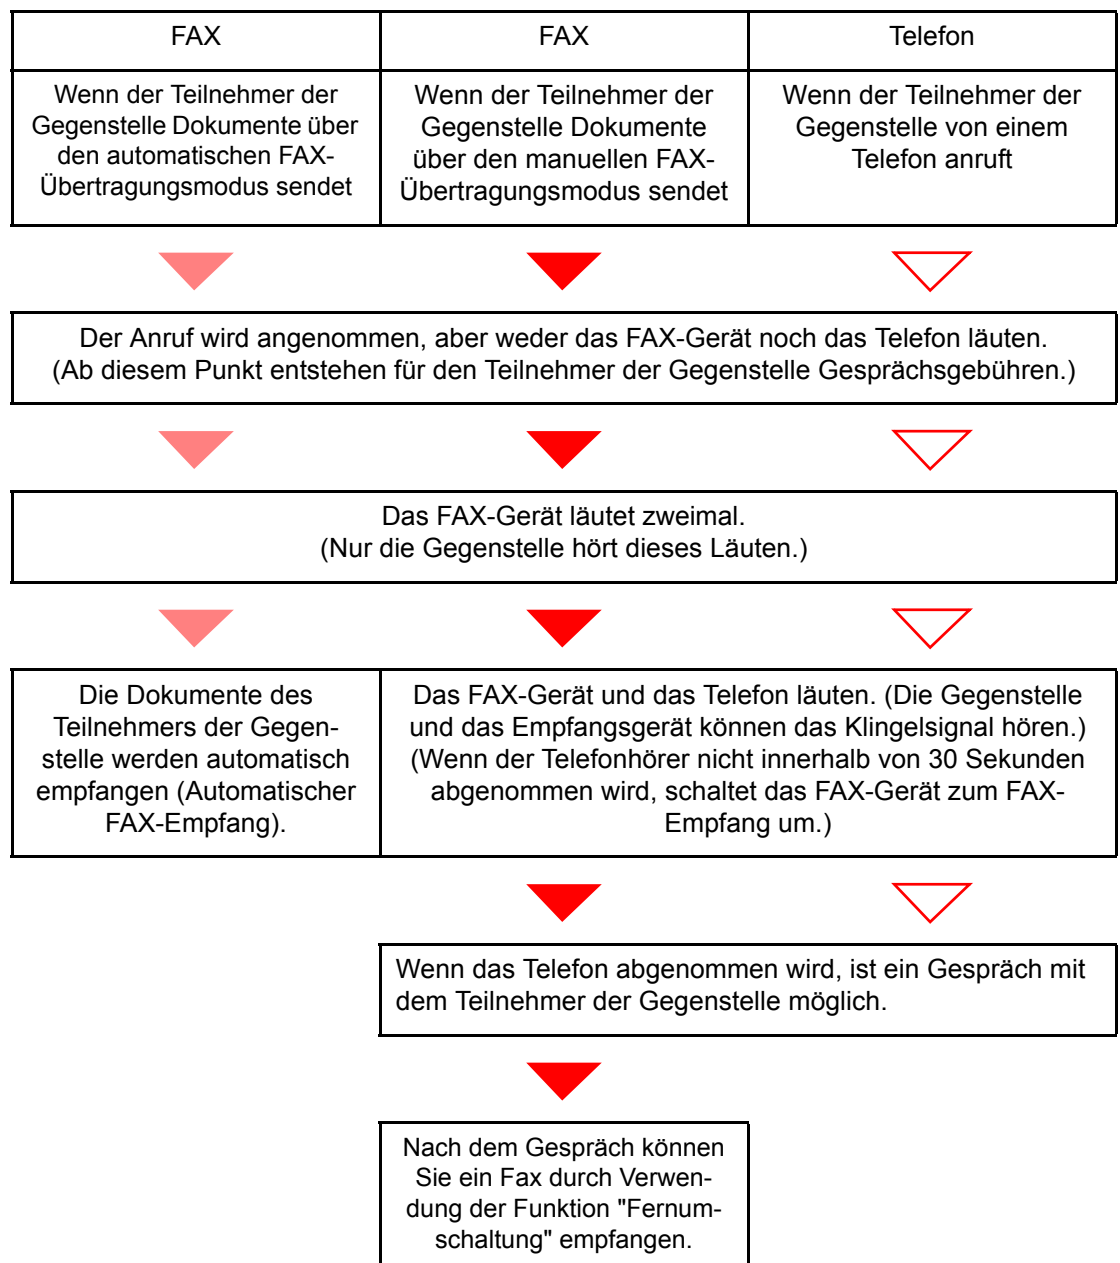 FAX
FAX
Telefon
Wenn der Teilnehmer der
Gegenstelle Dokumente über
den automatischen FAX-
Übertragungsmodus sendet
Wenn der Teilnehmer der
Gegenstelle Dokumente
über den manuellen FAX-
Übertragungsmodus sendet
Wenn der Teilnehmer der
Gegenstelle von einem
Telefon anruft
Der Anruf wird angenommen, aber weder das FAX-Gerät noch das Telefon läuten.
(Ab diesem Punkt entstehen für den Teilnehmer der Gegenstelle Gesprächsgebühren.)
Das FAX-Gerät läutet zweimal.
(Nur die Gegenstelle hört dieses Läuten.)
Die Dokumente des
Teilnehmers der Gegen-
stelle werden automatisch
empfangen (Automatischer
FAX-Empfang).
Das FAX-Gerät und das Telefon läuten. (Die Gegenstelle
und das Empfangsgerät können das Klingelsignal hören.)
(Wenn der Telefonhörer nicht innerhalb von 30 Sekunden
abgenommen wird, schaltet das FAX-Gerät zum FAX-
Empfang um.)
Wenn das Telefon abgenommen wird, ist ein Gespräch mit
dem Teilnehmer der Gegenstelle möglich.
Nach dem Gespräch können
Sie ein Fax durch Verwen-
dung der Funktion "Fernum-
schaltung" empfangen.